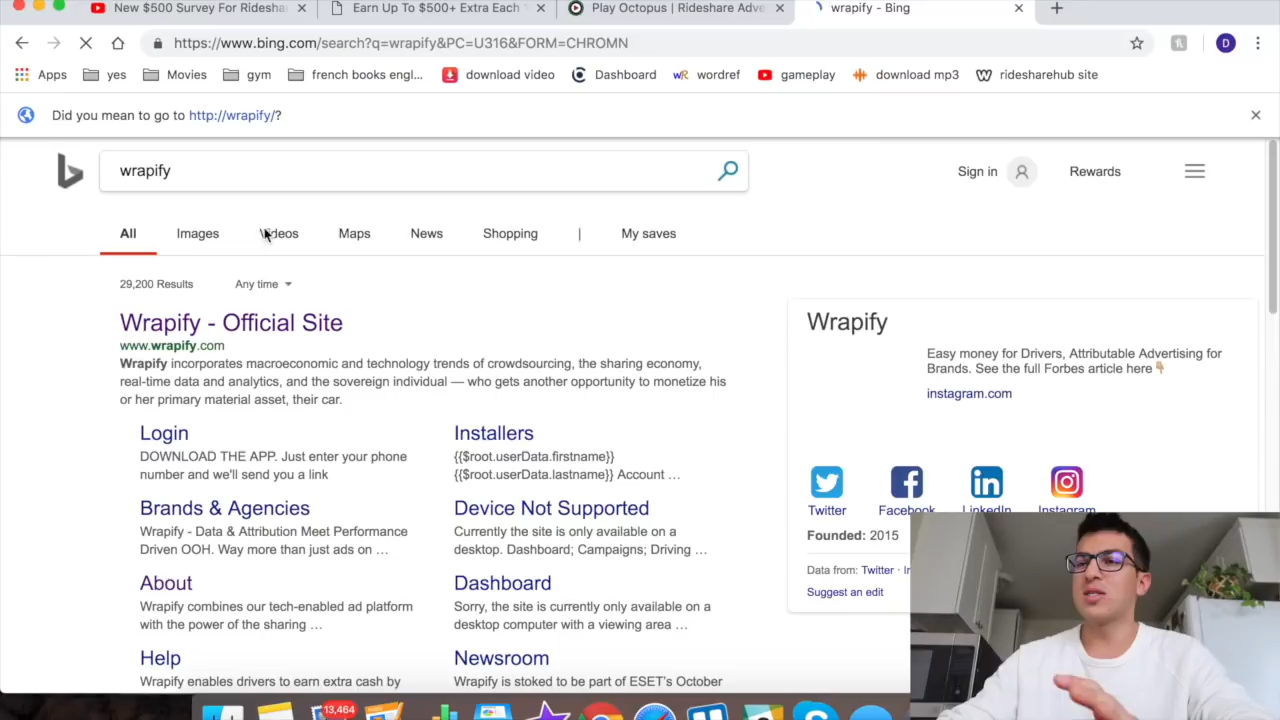 New $500 Survey For Ridesha
Earn Up To $500+ Extra Each
Play Octopus | Rideshare Adve
wrapify - Bing
https://www.bing.com/search?q=wrapify&PC=U316&FORM=CHROMN
D
Apps
yes
Movies
gym
french books engl...
download video
Dashboard
wR wordref
gameplay
download mp3
ridesharehub site
Did you mean to go to http://wrapify/?
wrapify
Sign in
Rewards
All
Images
Videos
Maps
News
Shopping
|
My saves
29,200 Results
Any time
Wrapify - Official Site
www.wrapify.com
Wrapify incorporates macroeconomic and technology trends of crowdsourcing, the sharing economy,
real-time data and analytics, and the sovereign individual — who gets another opportunity to monetize his
or her primary material asset, their car.
Login
DOWNLOAD THE APP. Just enter your phone
number and we'll send you a link
Installers
{{$root.userData.firstname}}
{{$root.userData.lastname}} Account ...
Brands & Agencies
Wrapify - Data & Attribution Meet Performance
Driven OOH. Way more than just ads on ...
Device Not Supported
Currently the site is only available on a
desktop. Dashboard; Campaigns; Driving ...
About
Wrapify combines our tech-enabled ad platform
with the power of the sharing ...
Dashboard
Sorry, the site is currently only available on a
desktop computer with a viewing area ...
Help
Wrapify enables drivers to earn extra cash by
Newsroom
Wrapify is stoked to be part of ESET's October
Wrapify
Easy money for Drivers, Attributable Advertising for
Brands. See the full Forbes article here
instagram.com
Twitter
Facebook
LinkedIn
Instagram
Founded: 2015
Data from: Twitter · In
Suggest an edit
13,464